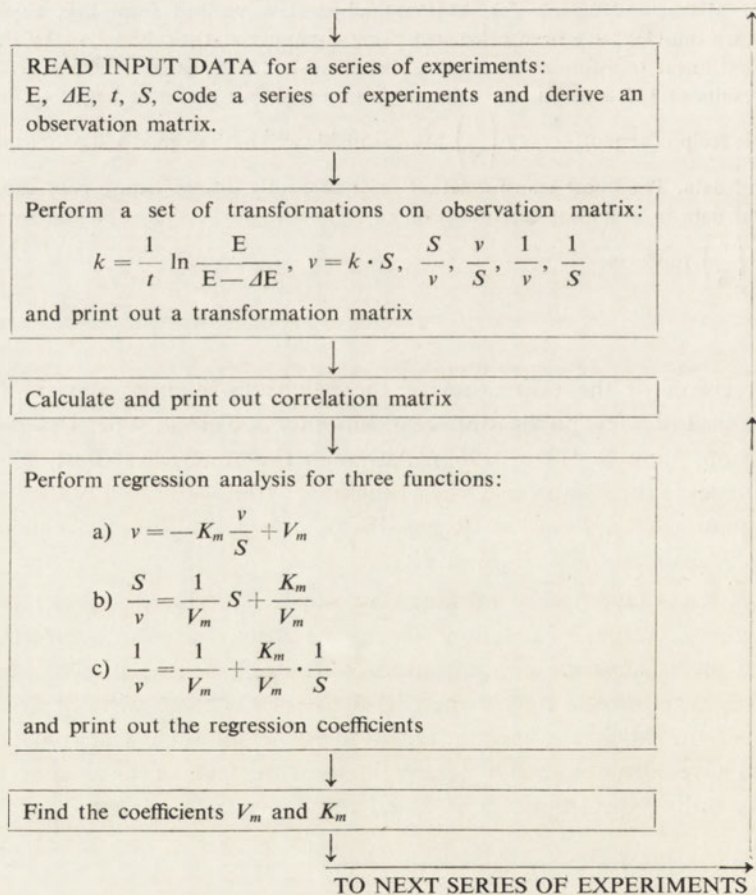 READ INPUT DATA for a series of experiments:
E, ΔE, t, S, code a series of experiments and derive an
observation matrix.
Perform a set of transformations on observation matrix:
k = 1/t ln E/(E — ΔE), v = k · S, S/v, v/S, 1/v, 1/S
and print out a transformation matrix
Calculate and print out correlation matrix
Perform regression analysis for three functions:
a) v = — K_m v/S + V_m
b) S/v = 1/V_m S + K_m/V_m
c) 1/v = 1/V_m + K_m/V_m · 1/S
and print out the regression coefficients
Find the coefficients V_m and K_m
TO NEXT SERIES OF EXPERIMENTS